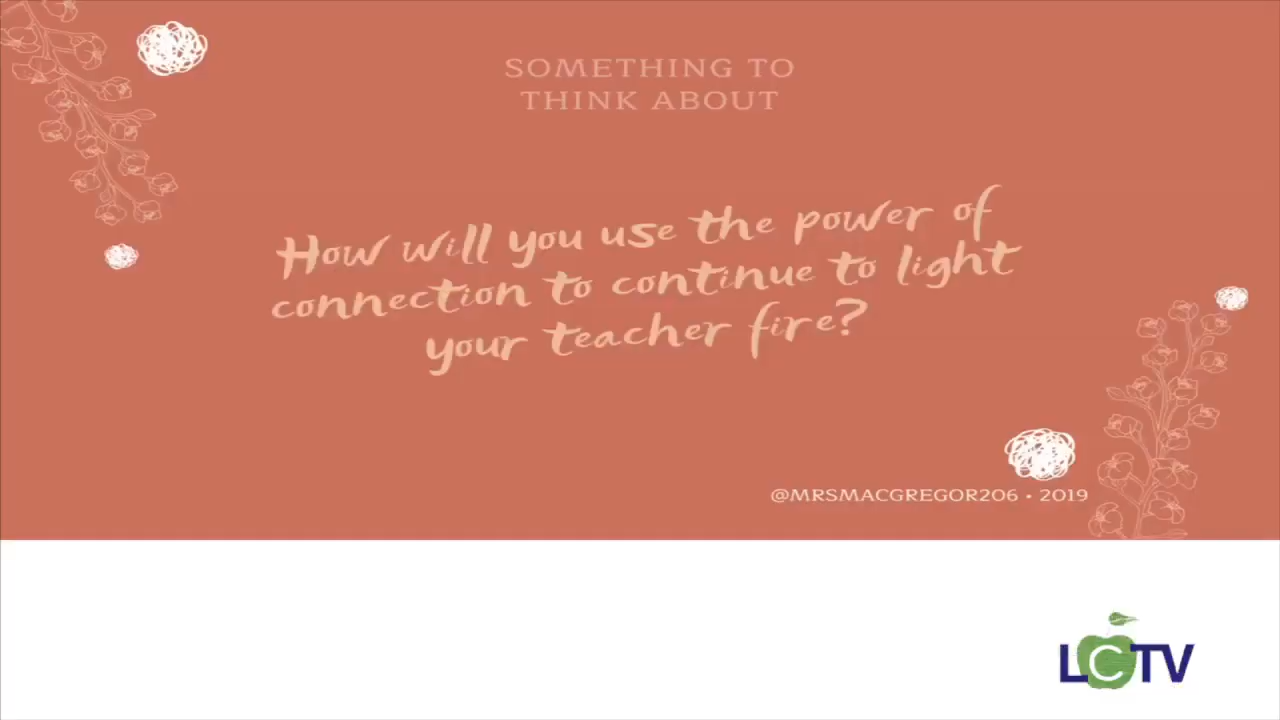 SOMETHING TO
THINK ABOUT
How will you use the power of
connection to continue to light
your teacher fire?
@MRSMACGREGOR206 • 2019
LCTV